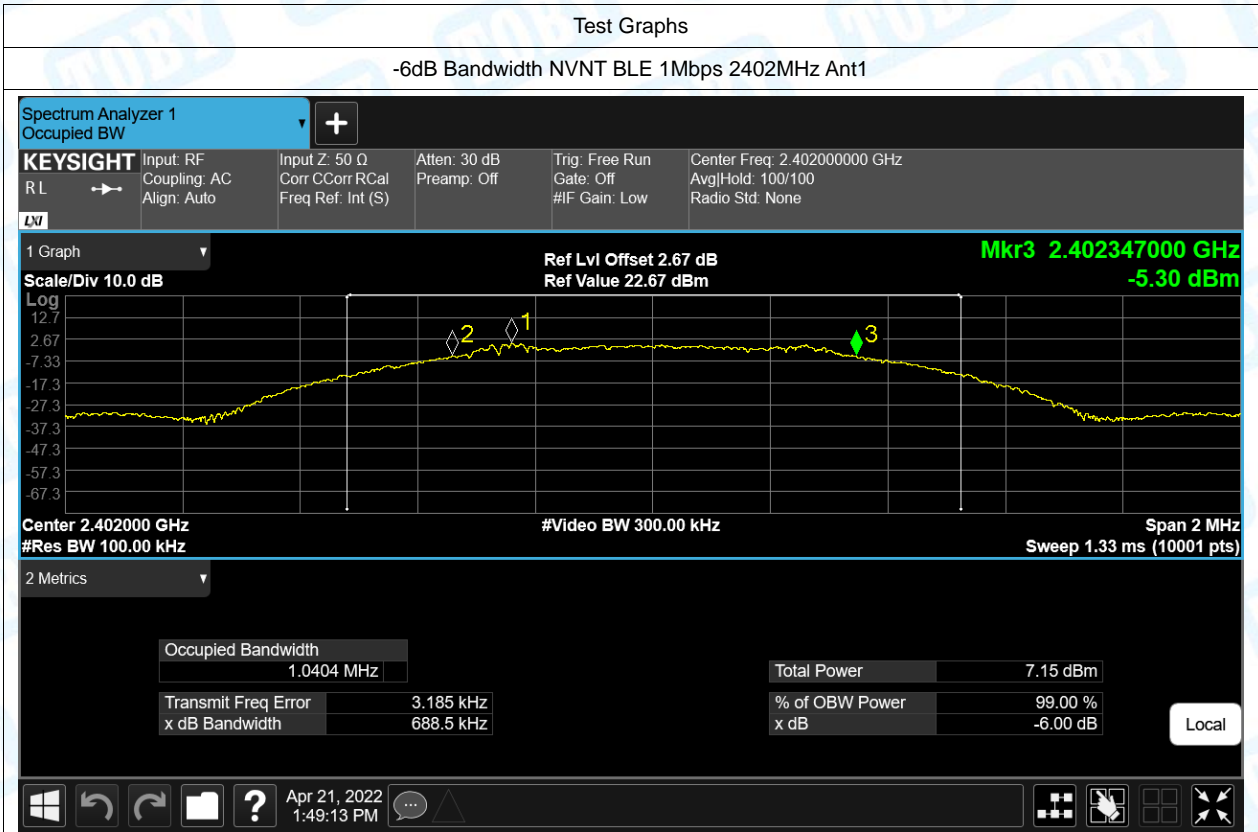 Test Graphs
-6dB Bandwidth NVNT BLE 1Mbps 2402MHz Ant1
Spectrum Analyzer 1
Occupied BW
KEYSIGHT
R L
LXI
Input: RF
Coupling: AC
Align: Auto
Input Z: 50 Ω
Corr CCorr RCal
Freq Ref: Int (S)
Atten: 30 dB
Preamp: Off
Trig: Free Run
Gate: Off
#IF Gain: Low
Center Freq: 2.402000000 GHz
Avg|Hold: 100/100
Radio Std: None
1 Graph
Scale/Div 10.0 dB
Ref Lvl Offset 2.67 dB
Ref Value 22.67 dBm
Mkr3 2.402347000 GHz
-5.30 dBm
Log
12.7
2.67
-7.33
-17.3
-27.3
-37.3
-47.3
-57.3
-67.3
2
1
3
Center 2.402000 GHz
#Res BW 100.00 kHz
#Video BW 300.00 kHz
Span 2 MHz
Sweep 1.33 ms (10001 pts)
2 Metrics
Occupied Bandwidth
1.0404 MHz
Transmit Freq Error 3.185 kHz
x dB Bandwidth 688.5 kHz
Total Power 7.15 dBm
% of OBW Power 99.00 %
x dB -6.00 dB
Local
?
Apr 21, 2022
1:49:13 PM
TOBY